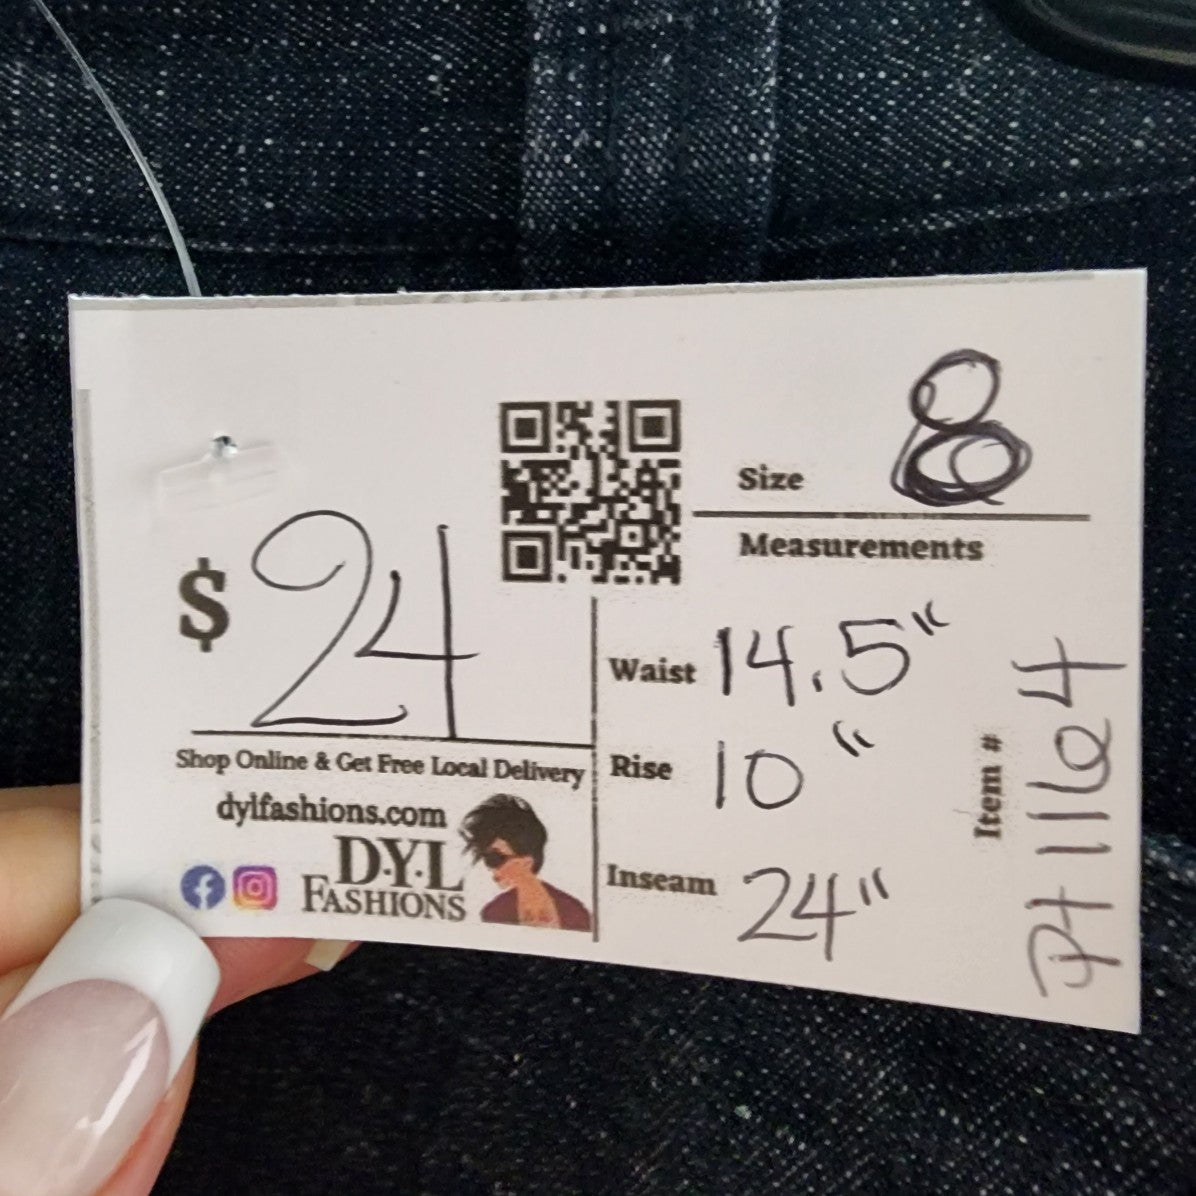 $ 24
Shop Online & Get Free Local Delivery
dylfashions.com
D·Y·L
FASHIONS
Size 8
Measurements
Waist 14.5"
Rise 10"
Inseam 24"
Item # Pt1164